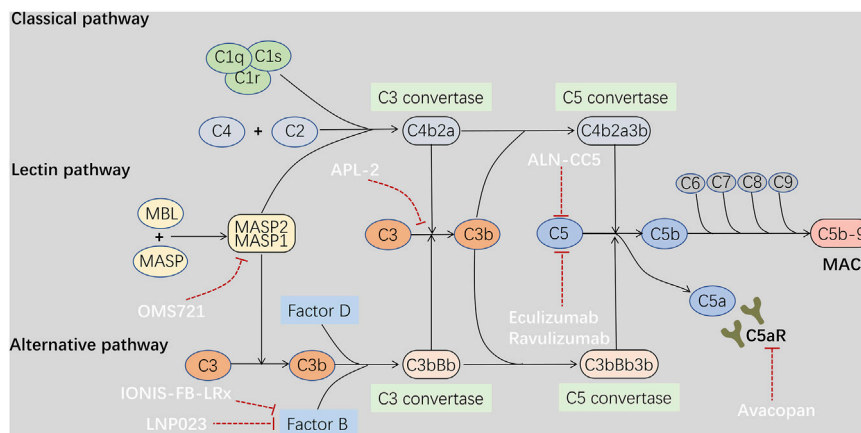 Classical pathway
C1q
C1s
C1r
C3 convertase
C5 convertase
C4
+
C2
C4b2a
C4b2a3b
APL-2
ALN-CC5
Lectin pathway
C6
C7
C8
C9
MBL
+
MASP
MASP2
MASP1
C3
C3b
C5
C5b
C5b-9
MAC
OMS721
C5a
Factor D
Eculizumab
Ravulizumab
C5aR
Alternative pathway
C3
C3b
C3bBb
C3bBb3b
IONIS-FB-LRx
C3 convertase
C5 convertase
LNP023
Factor B
Avacopan